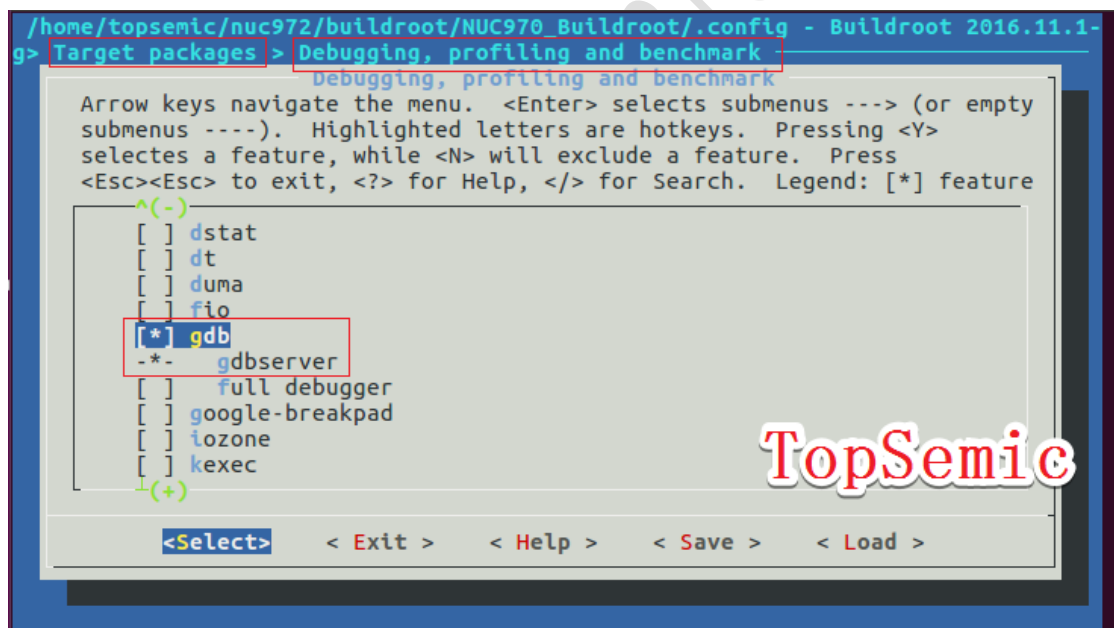 /home/topsemic/nuc972/buildroot/NUC970_Buildroot/.config - Buildroot 2016.11.1-
g> Target packages > Debugging, profiling and benchmark
Debugging, profiling and benchmark
Arrow keys navigate the menu.  <Enter> selects submenus ---> (or empty
submenus ----).  Highlighted letters are hotkeys.  Pressing <Y>
selectes a feature, while <N> will exclude a feature.  Press
<Esc><Esc> to exit, <?> for Help, </> for Search.  Legend: [*] feature
^(-)
[ ] dstat
[ ] dt
[ ] duma
[ ] fio
[*] gdb
-*-   gdbserver
[ ]   full debugger
[ ] google-breakpad
[ ] iozone
[ ] kexec
(+)
TopSemic
<Select>    < Exit >    < Help >    < Save >    < Load >